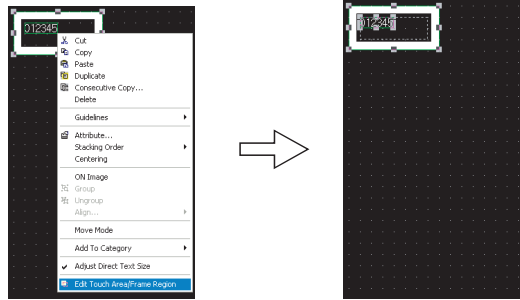 012345
Cut
Copy
Paste
Duplicate
Consecutive Copy...
Delete
Guidelines
Attribute...
Stacking Order
Centering
ON Image
Group
Ungroup
Align...
Move Mode
Add To Category
Adjust Direct Text Size
Edit Touch Area/Frame Region
012345